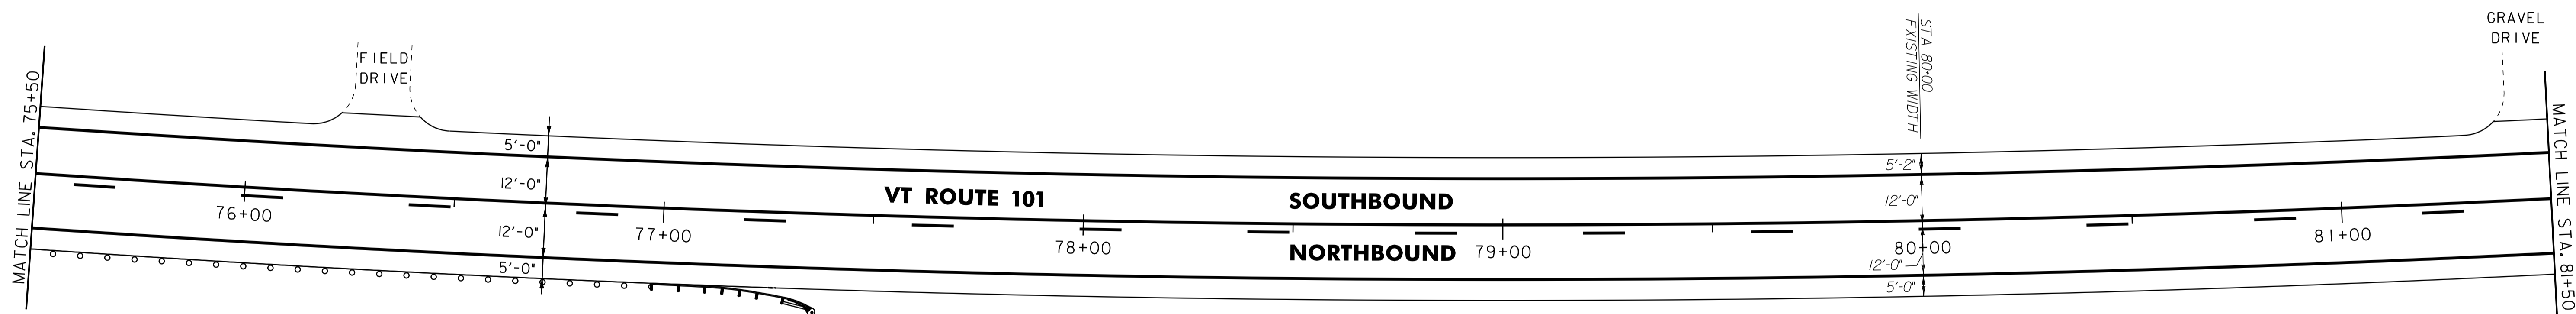 MATCH LINE STA. 75+50
FIELD
DRIVE
76+00
5'-0"
12'-0"
12'-0"
5'-0"
77+00
VT ROUTE 101
78+00
SOUTHBOUND
NORTHBOUND
79+00
STA 80+00
EXISTING WIDTH
5'-2"
12'-0"
80+00
12'-0"
5'-0"
81+00
GRAVEL
DRIVE
MATCH LINE STA. 81+50